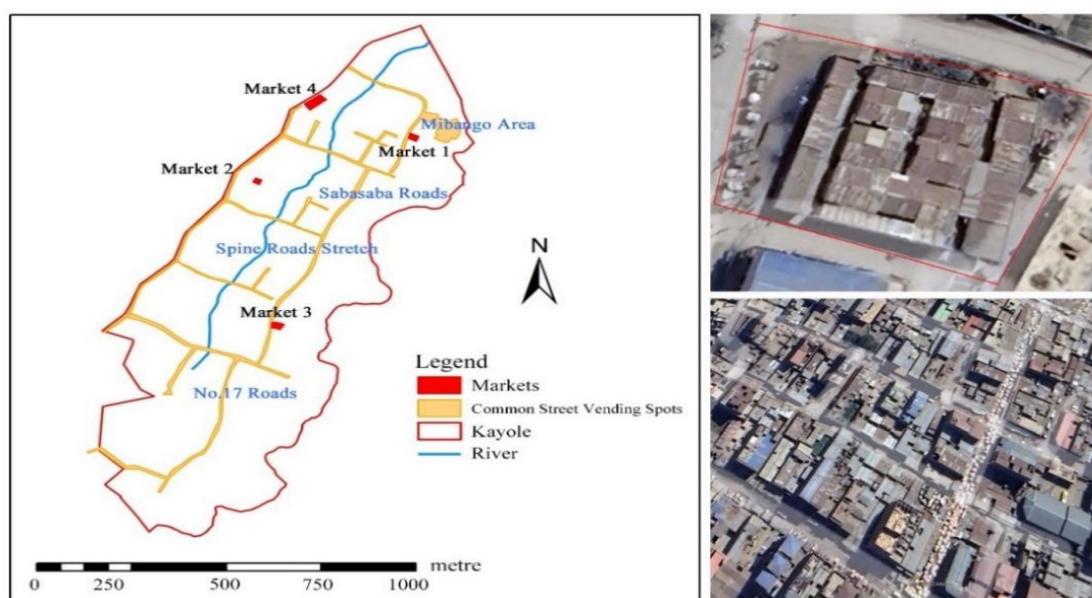 Market 4
Mibango Area
Market 1
Market 2
Sabasaba Roads
Spine Roads Stretch
N
Market 3
Legend
Markets
No.17 Roads
Common Street Vending Spots
Kayole
River
metre
0 250 500 750 1000